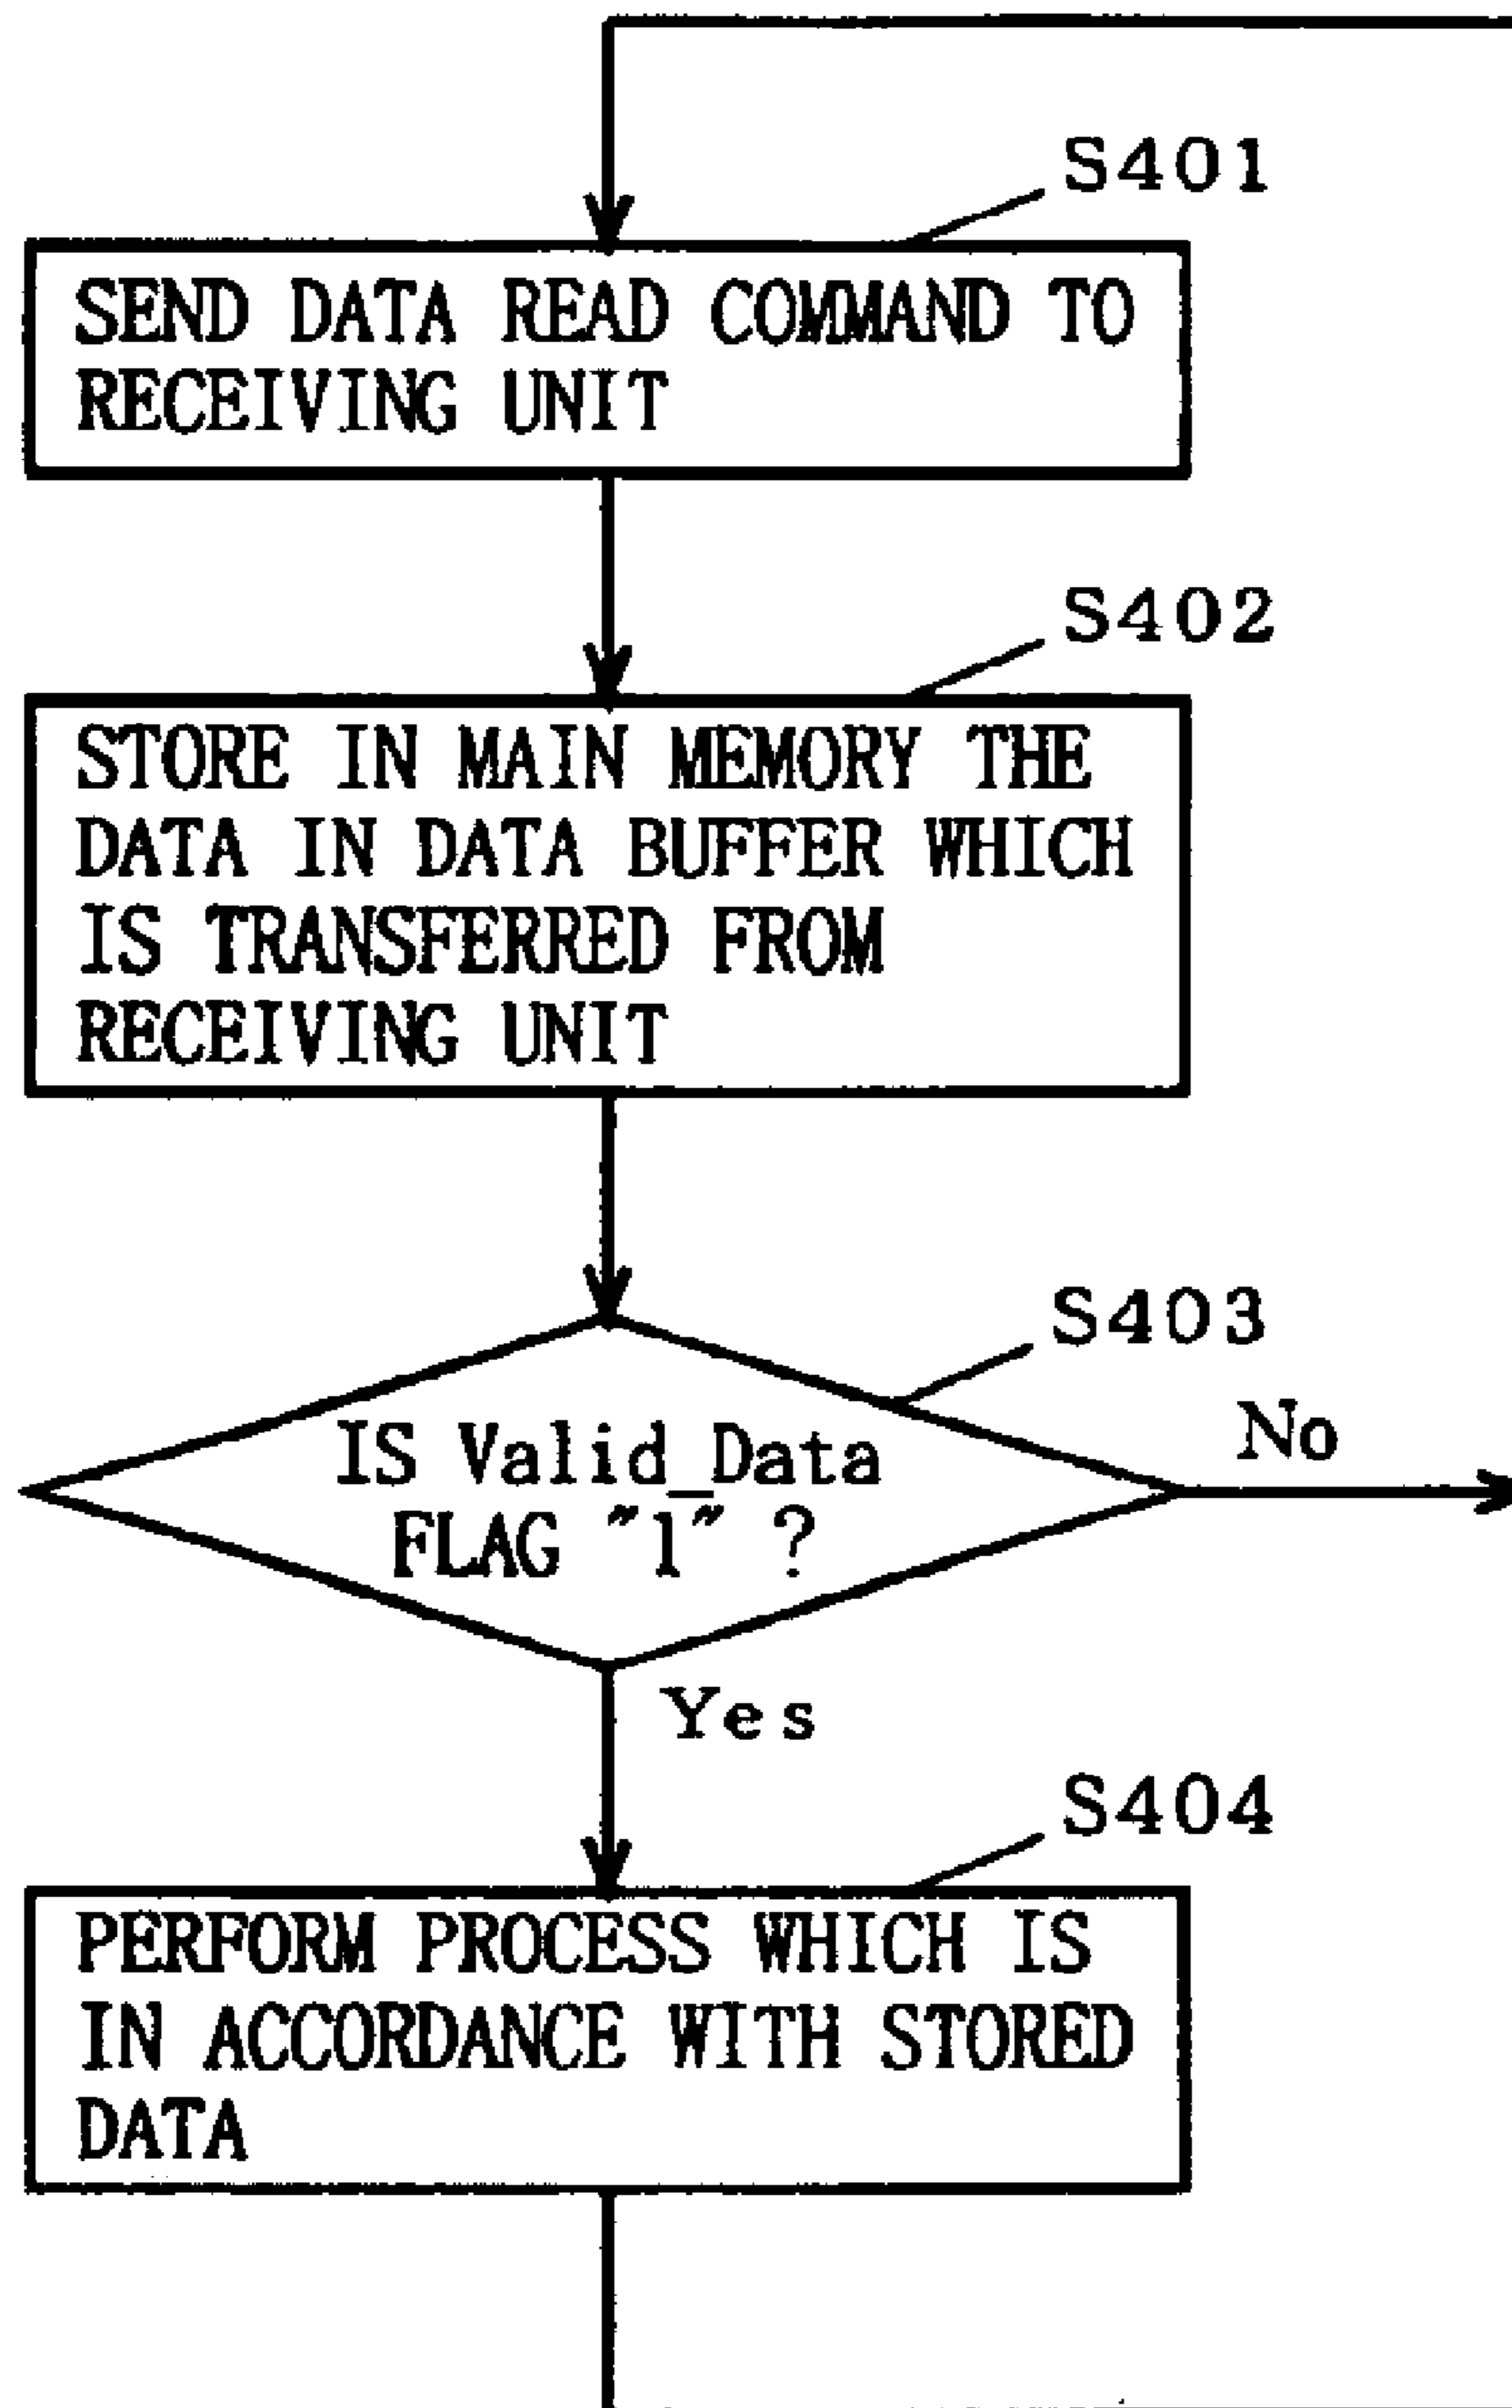 S401
SEND DATA READ COMMAND TO
RECEIVING UNIT
S402
STORE IN MAIN MEMORY THE
DATA IN DATA BUFFER WHICH
IS TRANSFERRED FROM
RECEIVING UNIT
S403
No
IS Valid_Data
FLAG "1" ?
Yes
S404
PERFORM PROCESS WHICH IS
IN ACCORDANCE WITH STORED
DATA